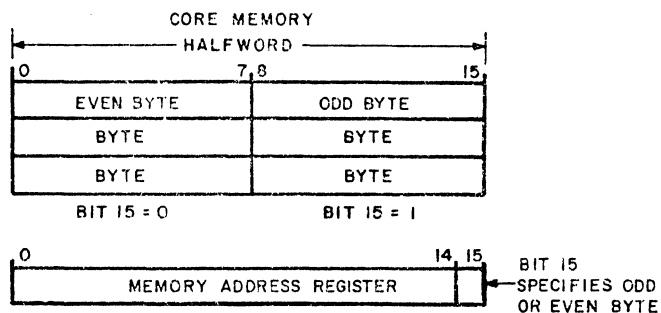 CORE MEMORY
HALFWORD
0 7 8 15
EVEN BYTE ODD BYTE
BYTE BYTE
BYTE BYTE
BIT 15 = 0 BIT 15 = 1
0 14 15
MEMORY ADDRESS REGISTER
BIT 15
SPECIFIES ODD
OR EVEN BYTE